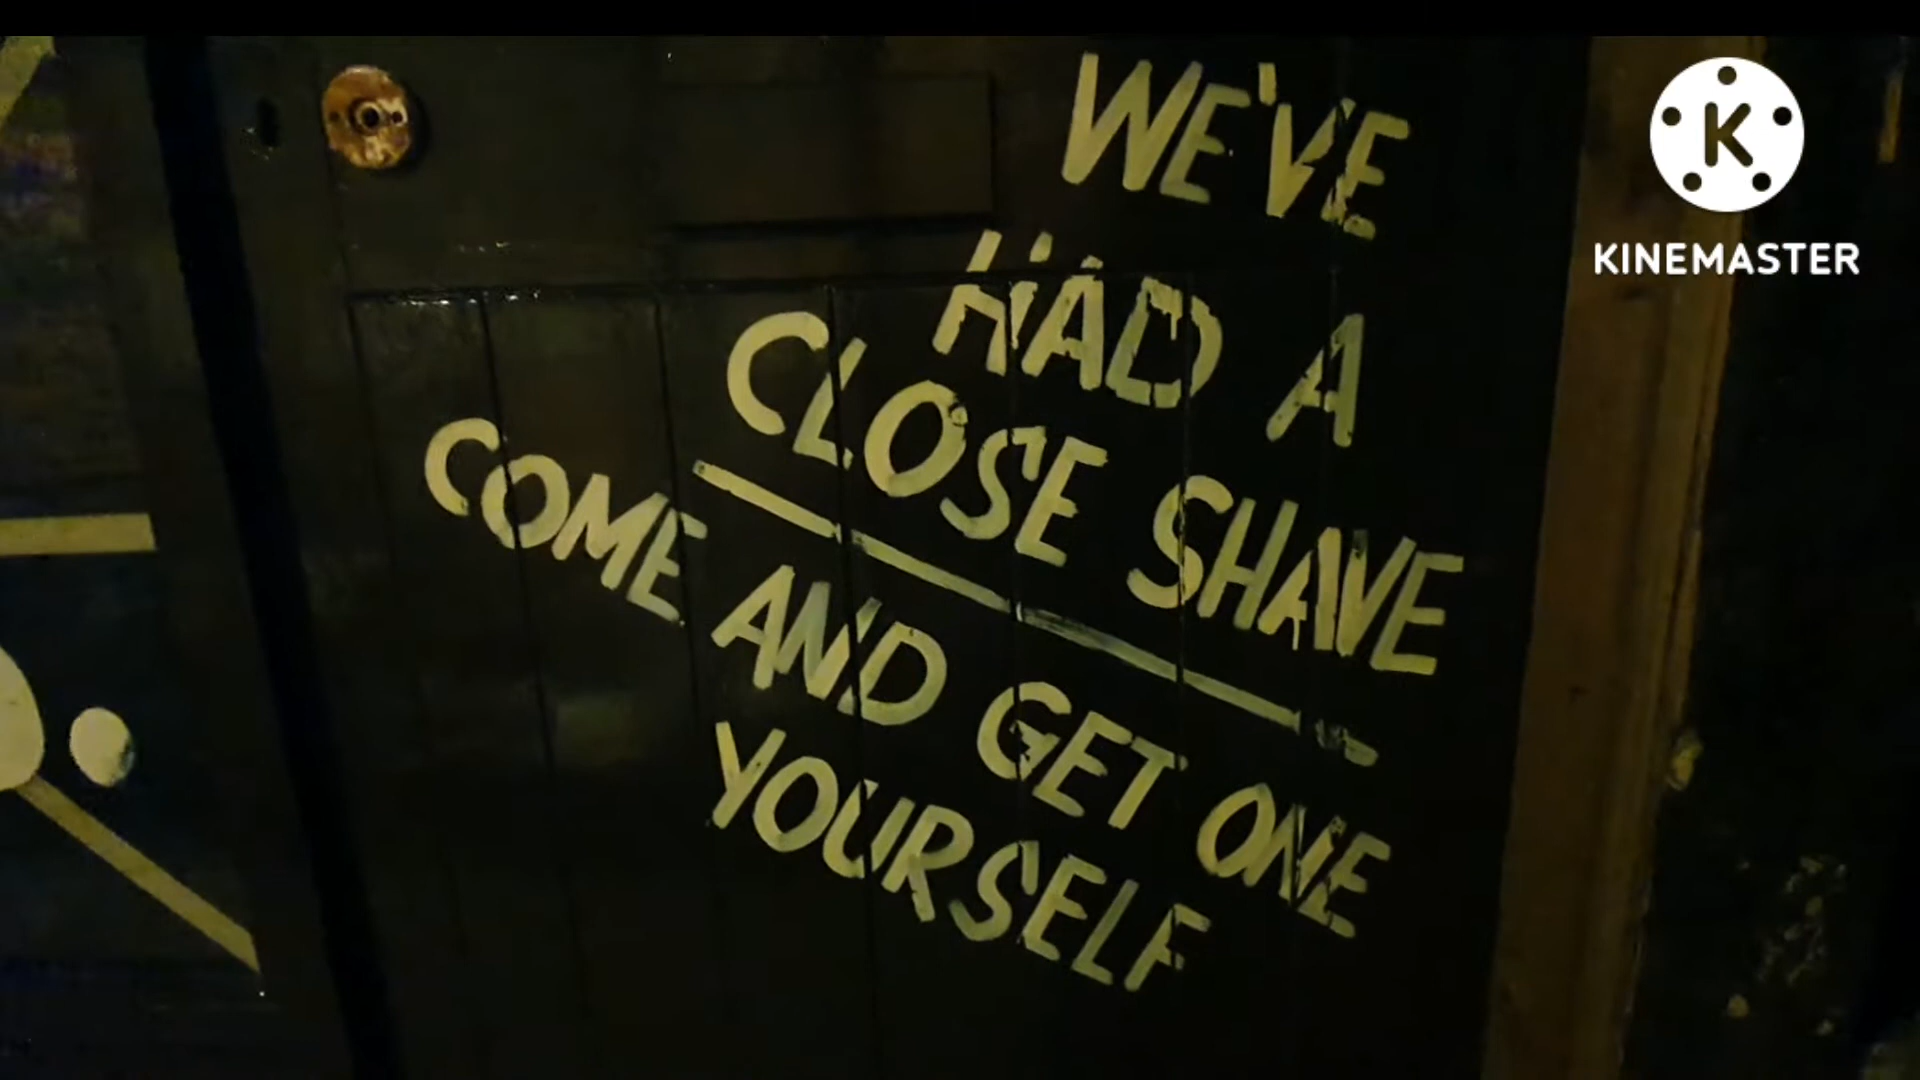 WE'VE
HAD A
CLOSE SHAVE
COME AND GET ONE
YOURSELF
K
KINEMASTER